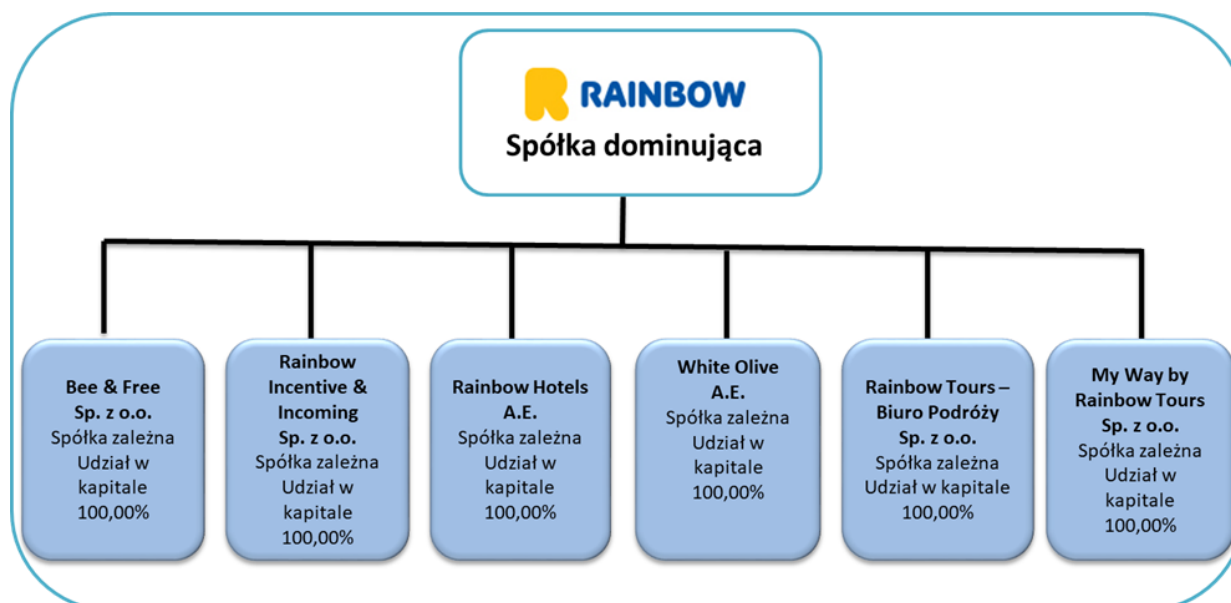 RAINBOW
Spółka dominująca
Bee & Free
Sp. z o.o.
Spółka zależna
Udział w
kapitale
100,00%
Rainbow
Incentive &
Incoming
Sp. z o.o.
Spółka zależna
Udział w
kapitale
100,00%
Rainbow Hotels
A.E.
Spółka zależna
Udział w
kapitale
100,00%
White Olive
A.E.
Spółka zależna
Udział w
kapitale
100,00%
Rainbow Tours –
Biuro Podróży
Sp. z o.o.
Spółka zależna
Udział w kapitale
100,00%
My Way by
Rainbow Tours
Sp. z o.o.
Spółka zależna
Udział w
kapitale
100,00%